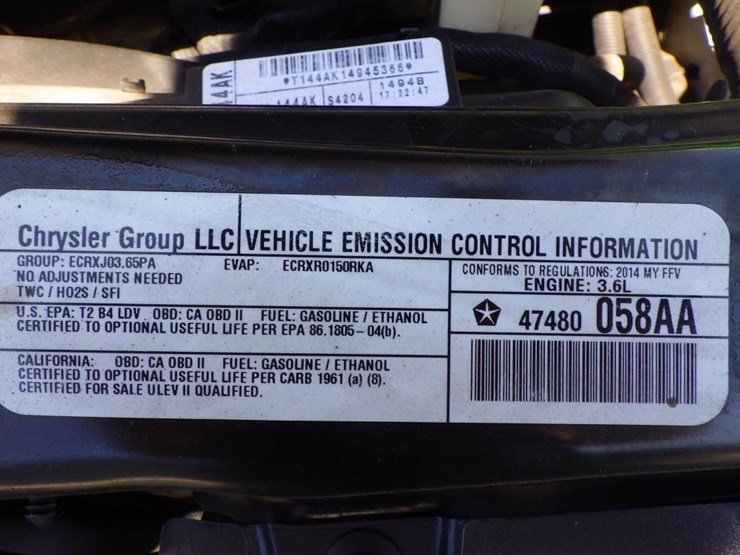 *T144AK14945366*
44AK
144AK S4204 1494B
17:22:47
Chrysler Group LLC VEHICLE EMISSION CONTROL INFORMATION
GROUP: ECRXJ03.65PA EVAP: ECRXR0150RKA
NO ADJUSTMENTS NEEDED
TWC / HO2S / SFI
CONFORMS TO REGULATIONS: 2014 MY FFV
ENGINE: 3.6L
U.S. EPA: T2 B4 LDV OBD: CA OBD II FUEL: GASOLINE / ETHANOL
CERTIFIED TO OPTIONAL USEFUL LIFE PER EPA 86.1805-04(b).
47480 058AA
CALIFORNIA: OBD: CA OBD II FUEL: GASOLINE / ETHANOL
CERTIFIED TO OPTIONAL USEFUL LIFE PER CARB 1961 (a) (8).
CERTIFIED FOR SALE ULEV II QUALIFIED.